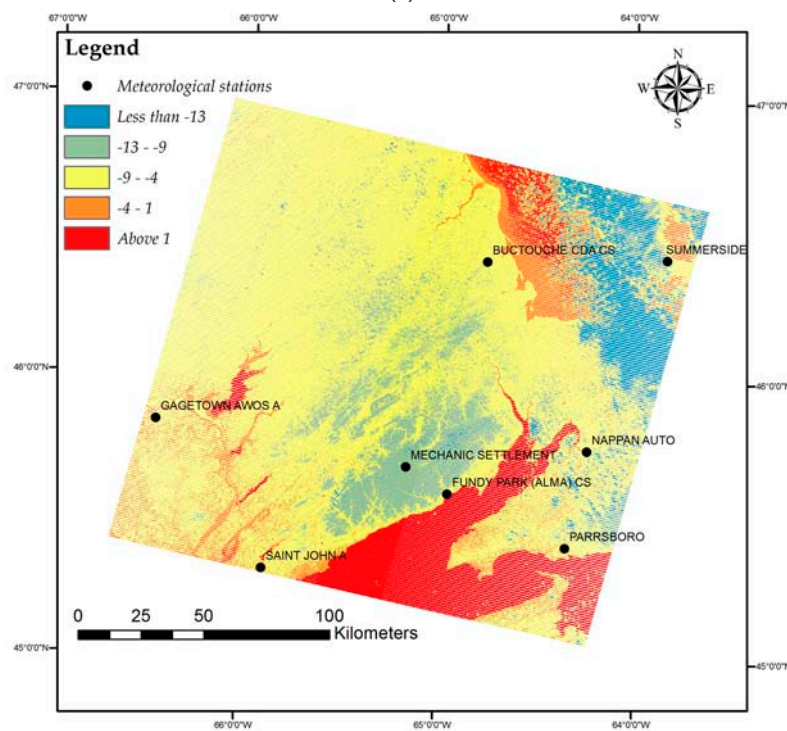 67°0'0"W 66°0'0"W 65°0'0"W 64°0'0"W
Legend
Meteorological stations
Less than -13
-13 - -9
-9 - -4
-4 - 1
Above 1
N
W E
S
47°0'0"N 47°0'0"N
BUCTOUCHE CDA CS SUMMERSIDE
46°0'0"N 46°0'0"N
GAGETOWN AWOS A
NAPPAN AUTO
MECHANIC SETTLEMENT
FUNDY PARK (ALMA) CS
PARRSBORO
SAINT JOHN A
0 25 50 100
Kilometers
45°0'0"N 45°0'0"N
66°0'0"W 65°0'0"W 64°0'0"W